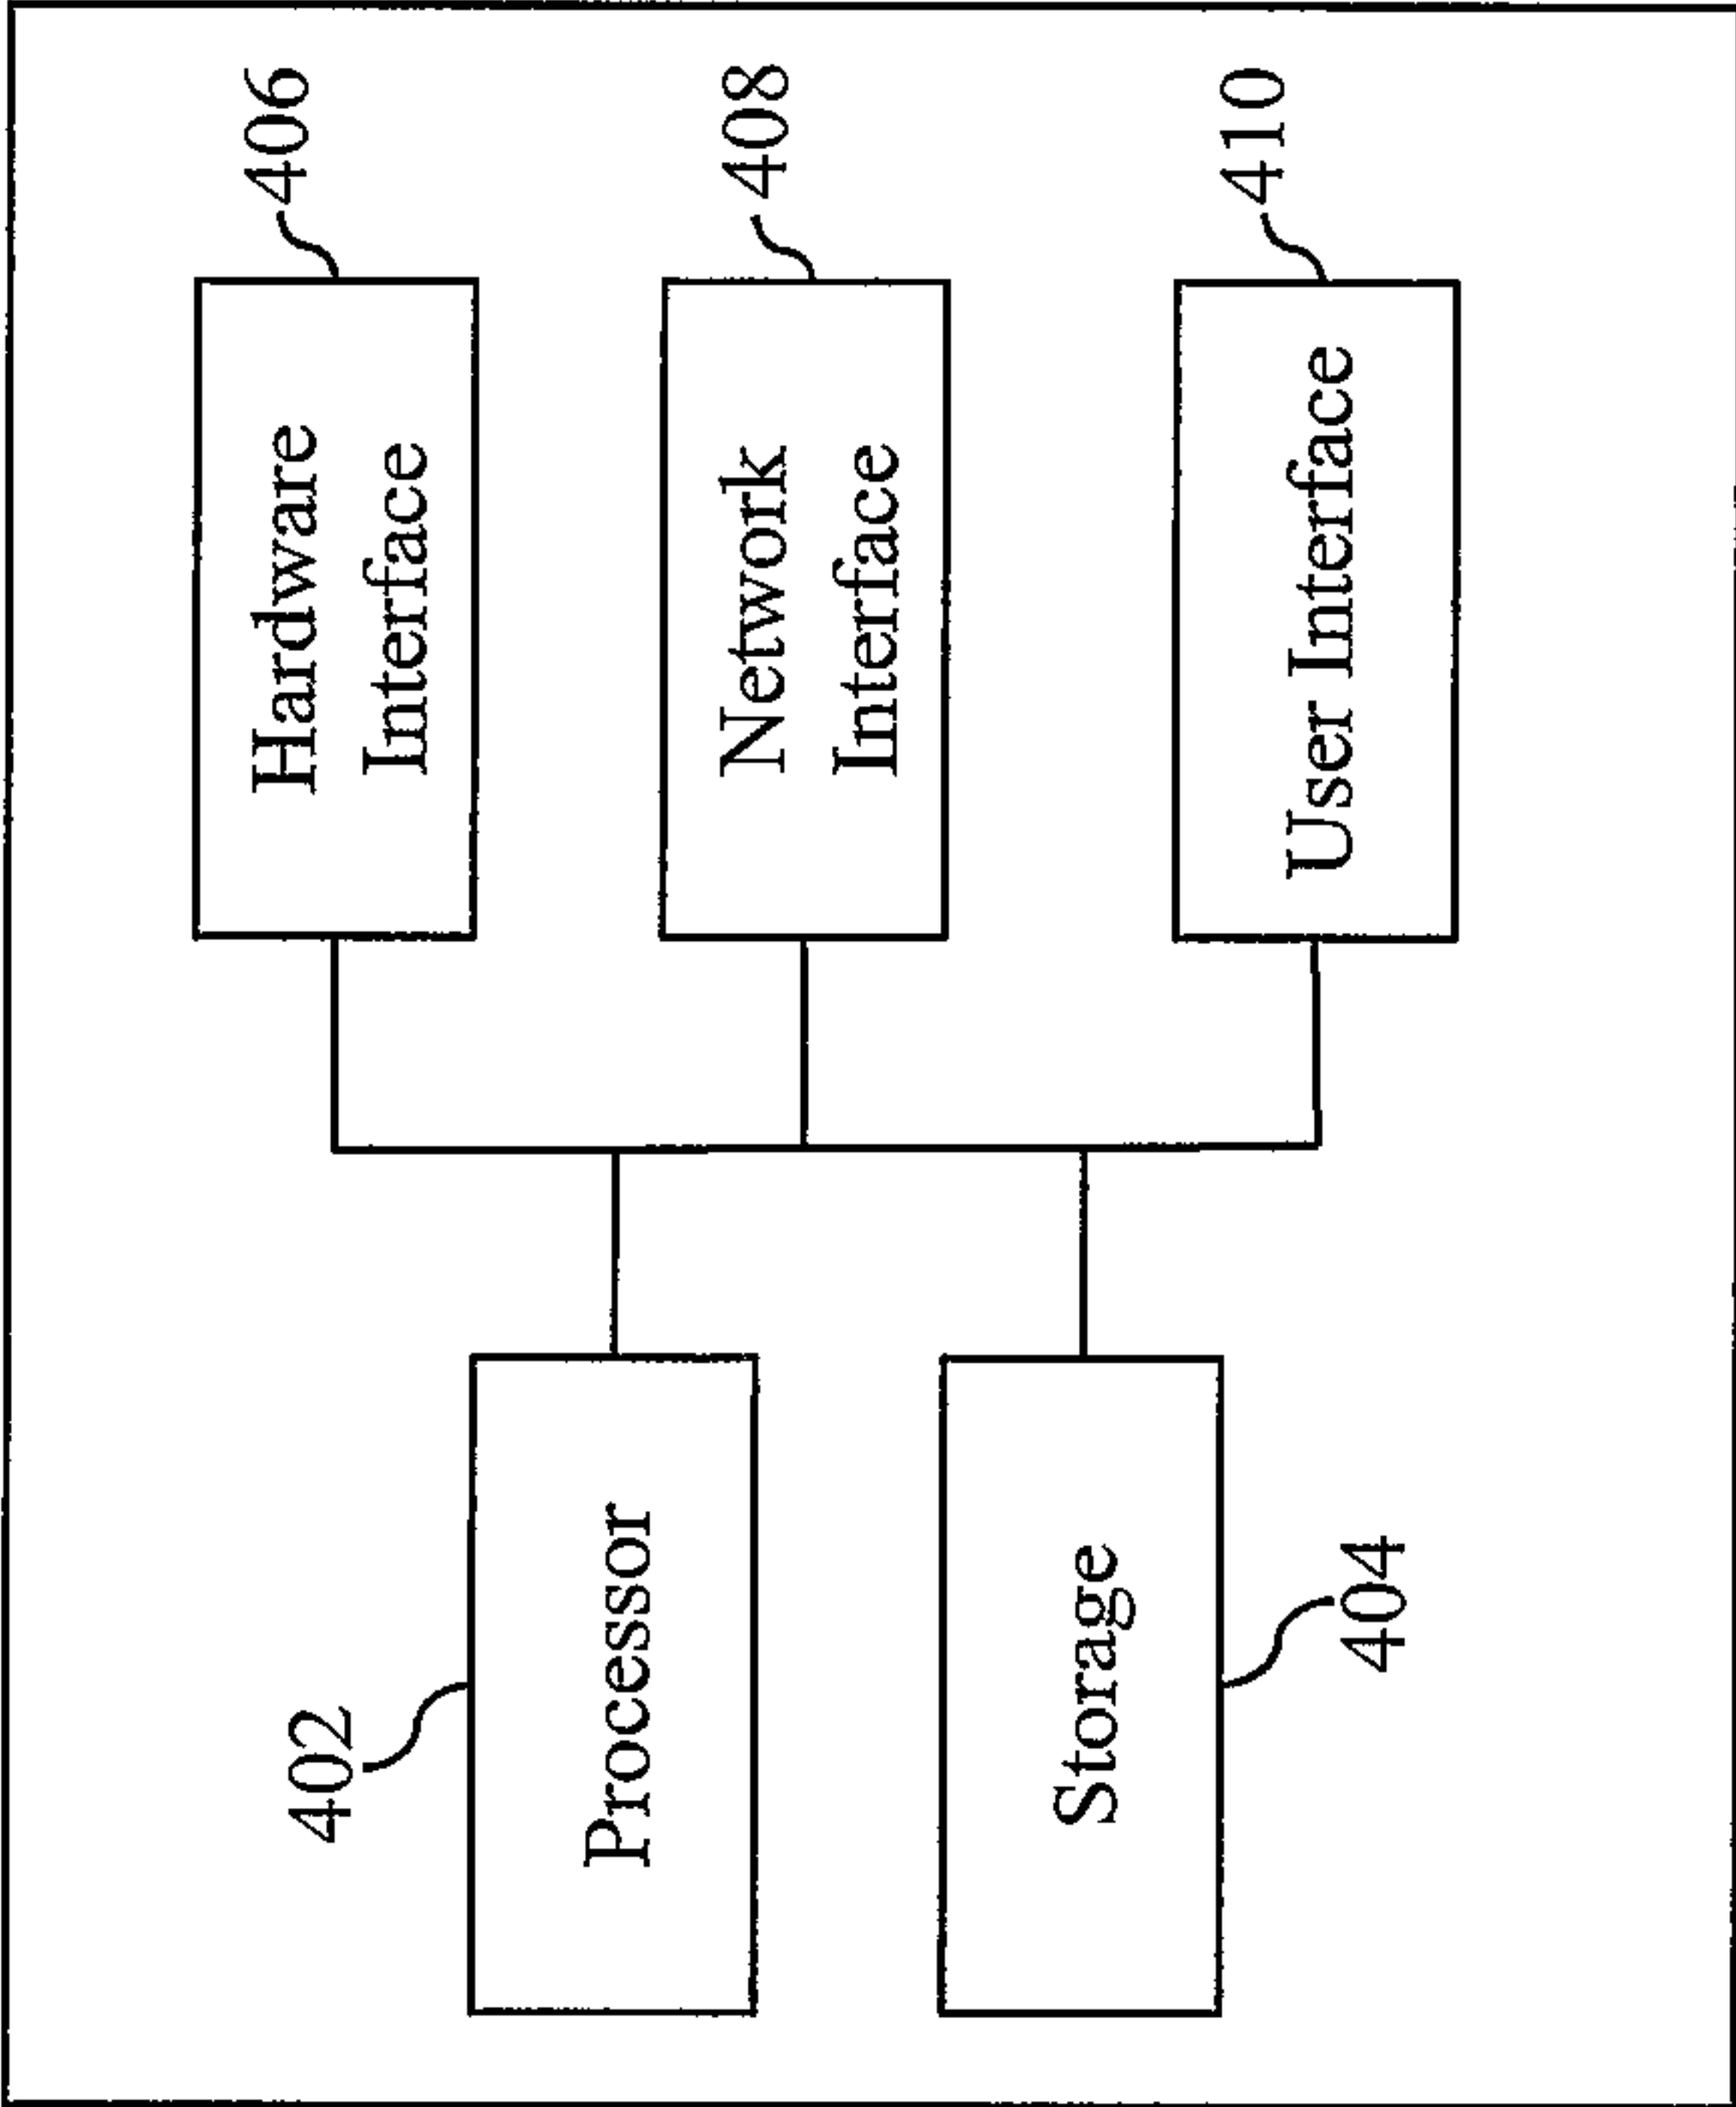 402
Processor
Storage
404
Hardware
Interface
406
Network
Interface
408
User Interface
410